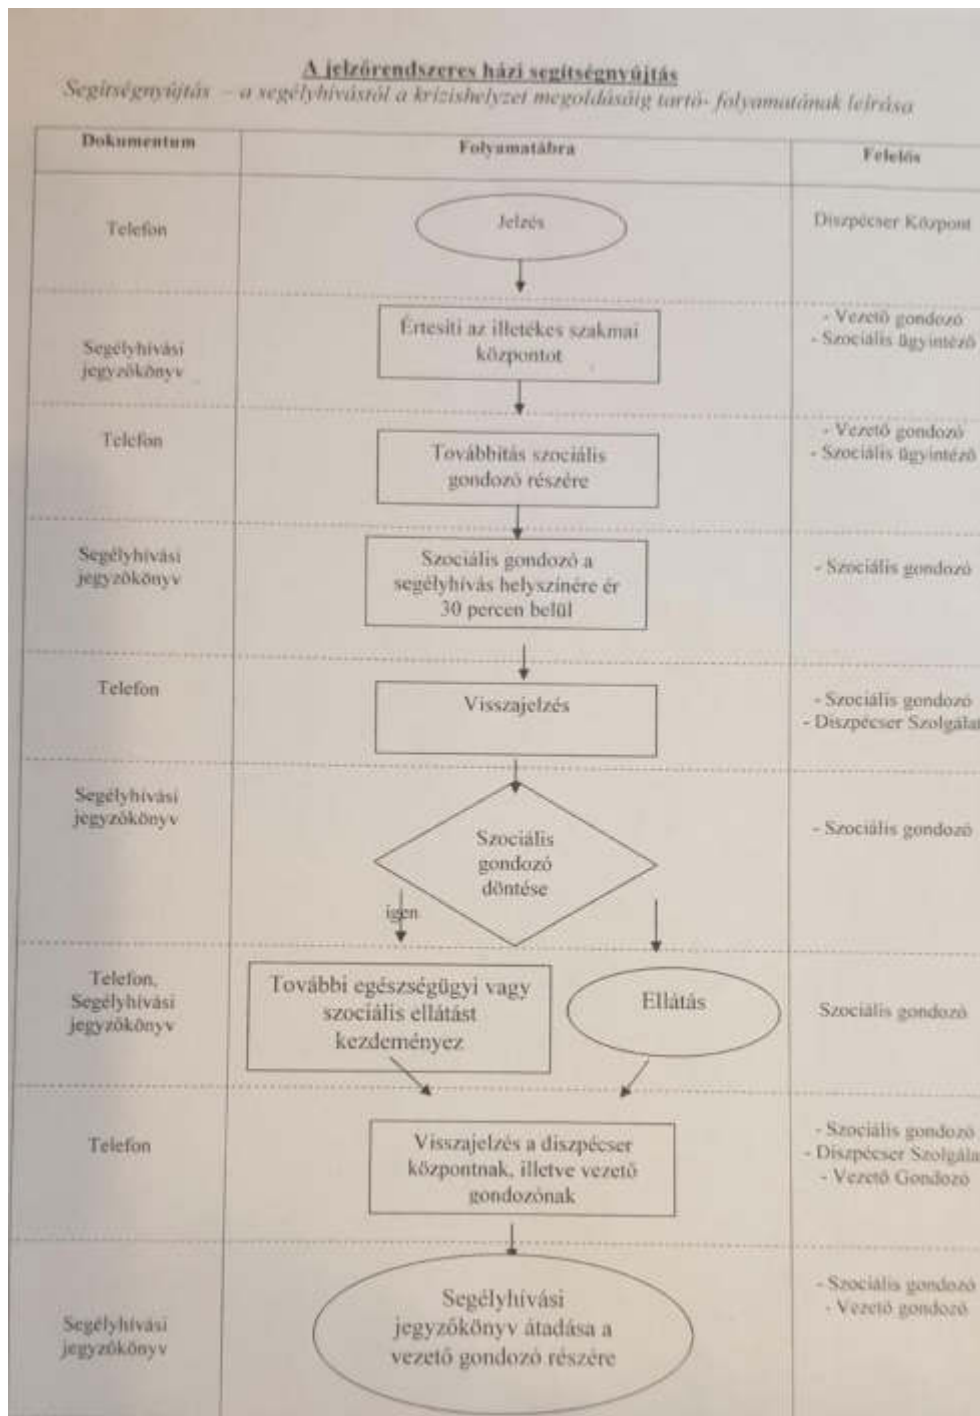 A jelzőrendszeres házi segítségnyújtás
Segítségnyújtás – a segélyhívástól a krízishelyzet megoldásáig tartó- folyamatának leírása
Dokumentum
Folyamatábra
Felelős
Telefon
Jelzés
Diszpécser Központ
Segélyhívási
jegyzőkönyv
Értesíti az illetékes szakmai
központot
- Vezető gondozó
- Szociális ügyintéző
Telefon
Továbbítás szociális
gondozó részére
- Vezető gondozó
- Szociális ügyintéző
Segélyhívási
jegyzőkönyv
Szociális gondozó a
segélyhívás helyszínére ér
30 percen belül
- Szociális gondozó
Telefon
Visszajelzés
- Szociális gondozó
- Diszpécser Szolgálat
Segélyhívási
jegyzőkönyv
Szociális
gondozó
döntése
igen
- Szociális gondozó
Telefon,
Segélyhívási
jegyzőkönyv
További egészségügyi vagy
szociális ellátást
kezdeményez
Ellátás
Szociális gondozó
Telefon
Visszajelzés a diszpécser
központnak, illetve vezető
gondozónak
- Szociális gondozó
- Diszpécser Szolgála
- Vezető Gondozó
Segélyhívási
jegyzőkönyv
Segélyhívási
jegyzőkönyv átadása a
vezető gondozó részére
- Szociális gondozó
- Vezető gondozó